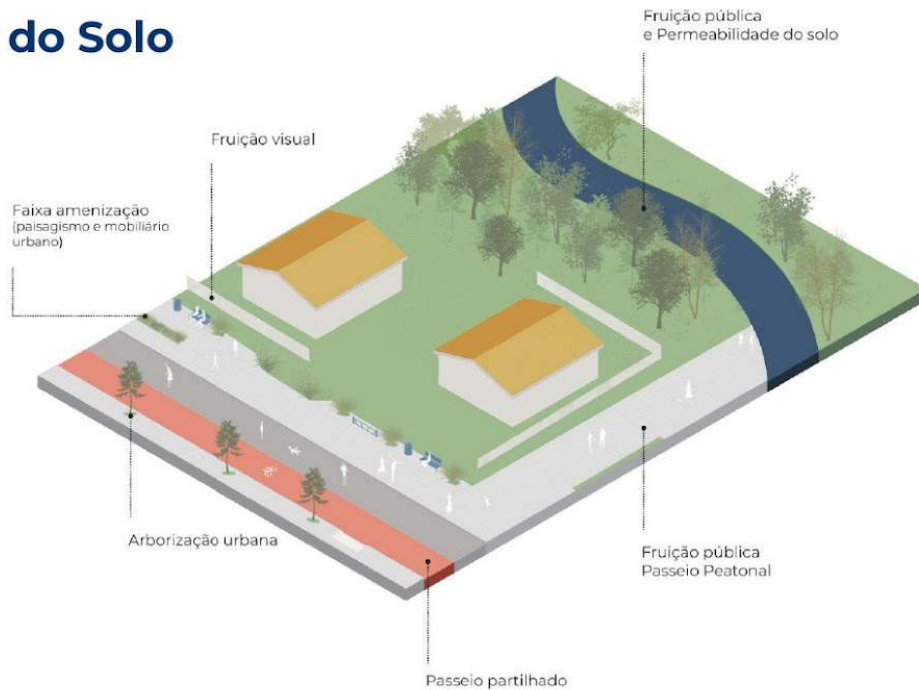 do Solo
Fruição pública
e Permeabilidade do solo
Fruição visual
Faixa amenização
(paisagismo e mobiliário
urbano)
Arborização urbana
Fruição pública
Passeio Peatonal
Passeio partilhado